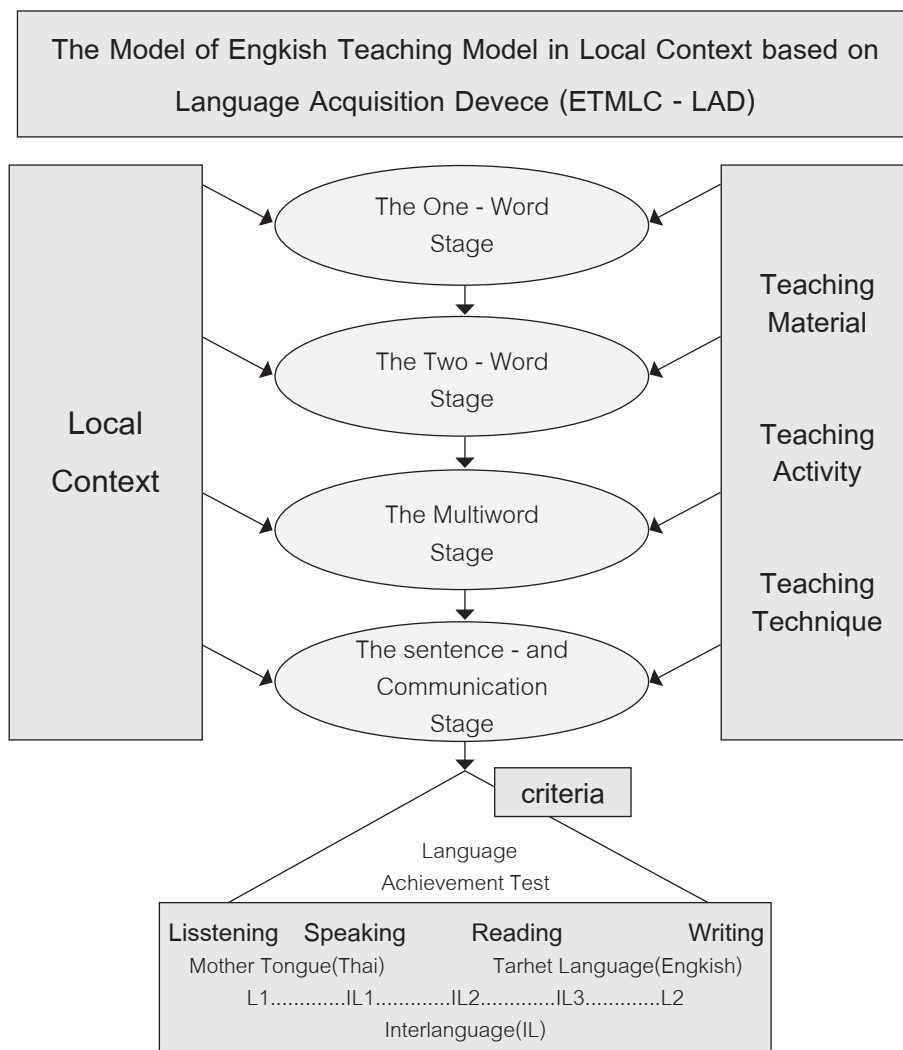 The Model of Engkish Teaching Model in Local Context based on
Language Acquisition Devece (ETMLC - LAD)
Local
Context
The One - Word
Stage
The Two - Word
Stage
The Multiword
Stage
The sentence - and
Communication
Stage
Teaching
Material
Teaching
Activity
Teaching
Technique
criteria
Language
Achievement Test
Lisstening Speaking Reading Writing
Mother Tongue(Thai) Tarhet Language(Engkish)
L1.............IL1.............IL2.............IL3.............L2
Interlanguage(IL)